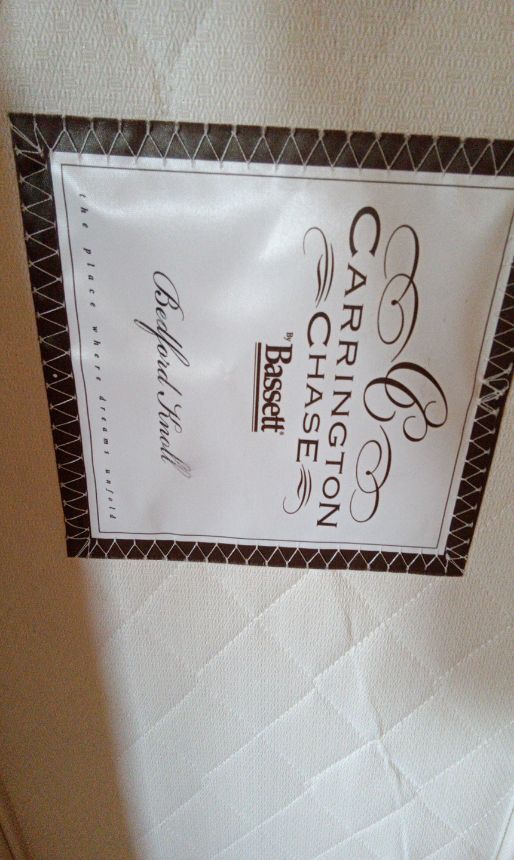 C
CARRINGTON
CHASE
By
Bassett®
Bedford Knoll
the place where dreams unfold